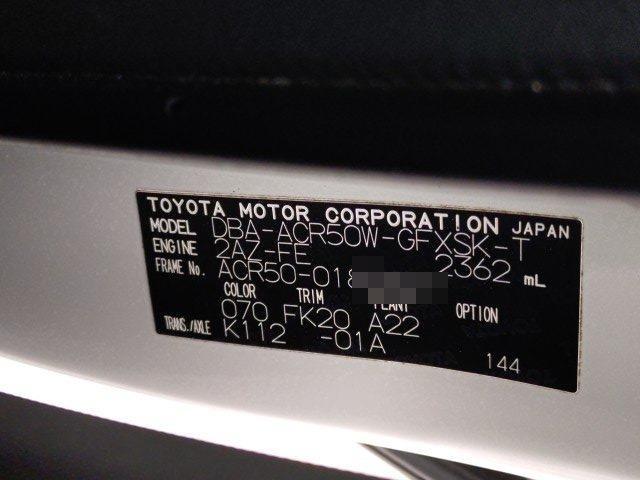 TOYOTA MOTOR CORPORATION JAPAN
MODEL DBA-ACR50W-GFXSK-T
ENGINE 2AZ-FE 2362 mL
FRAME NO. ACR50-018
COLOR TRIM PLANT OPTION
070 FK20 A22
TRANS./AXLE K112 -01A
144